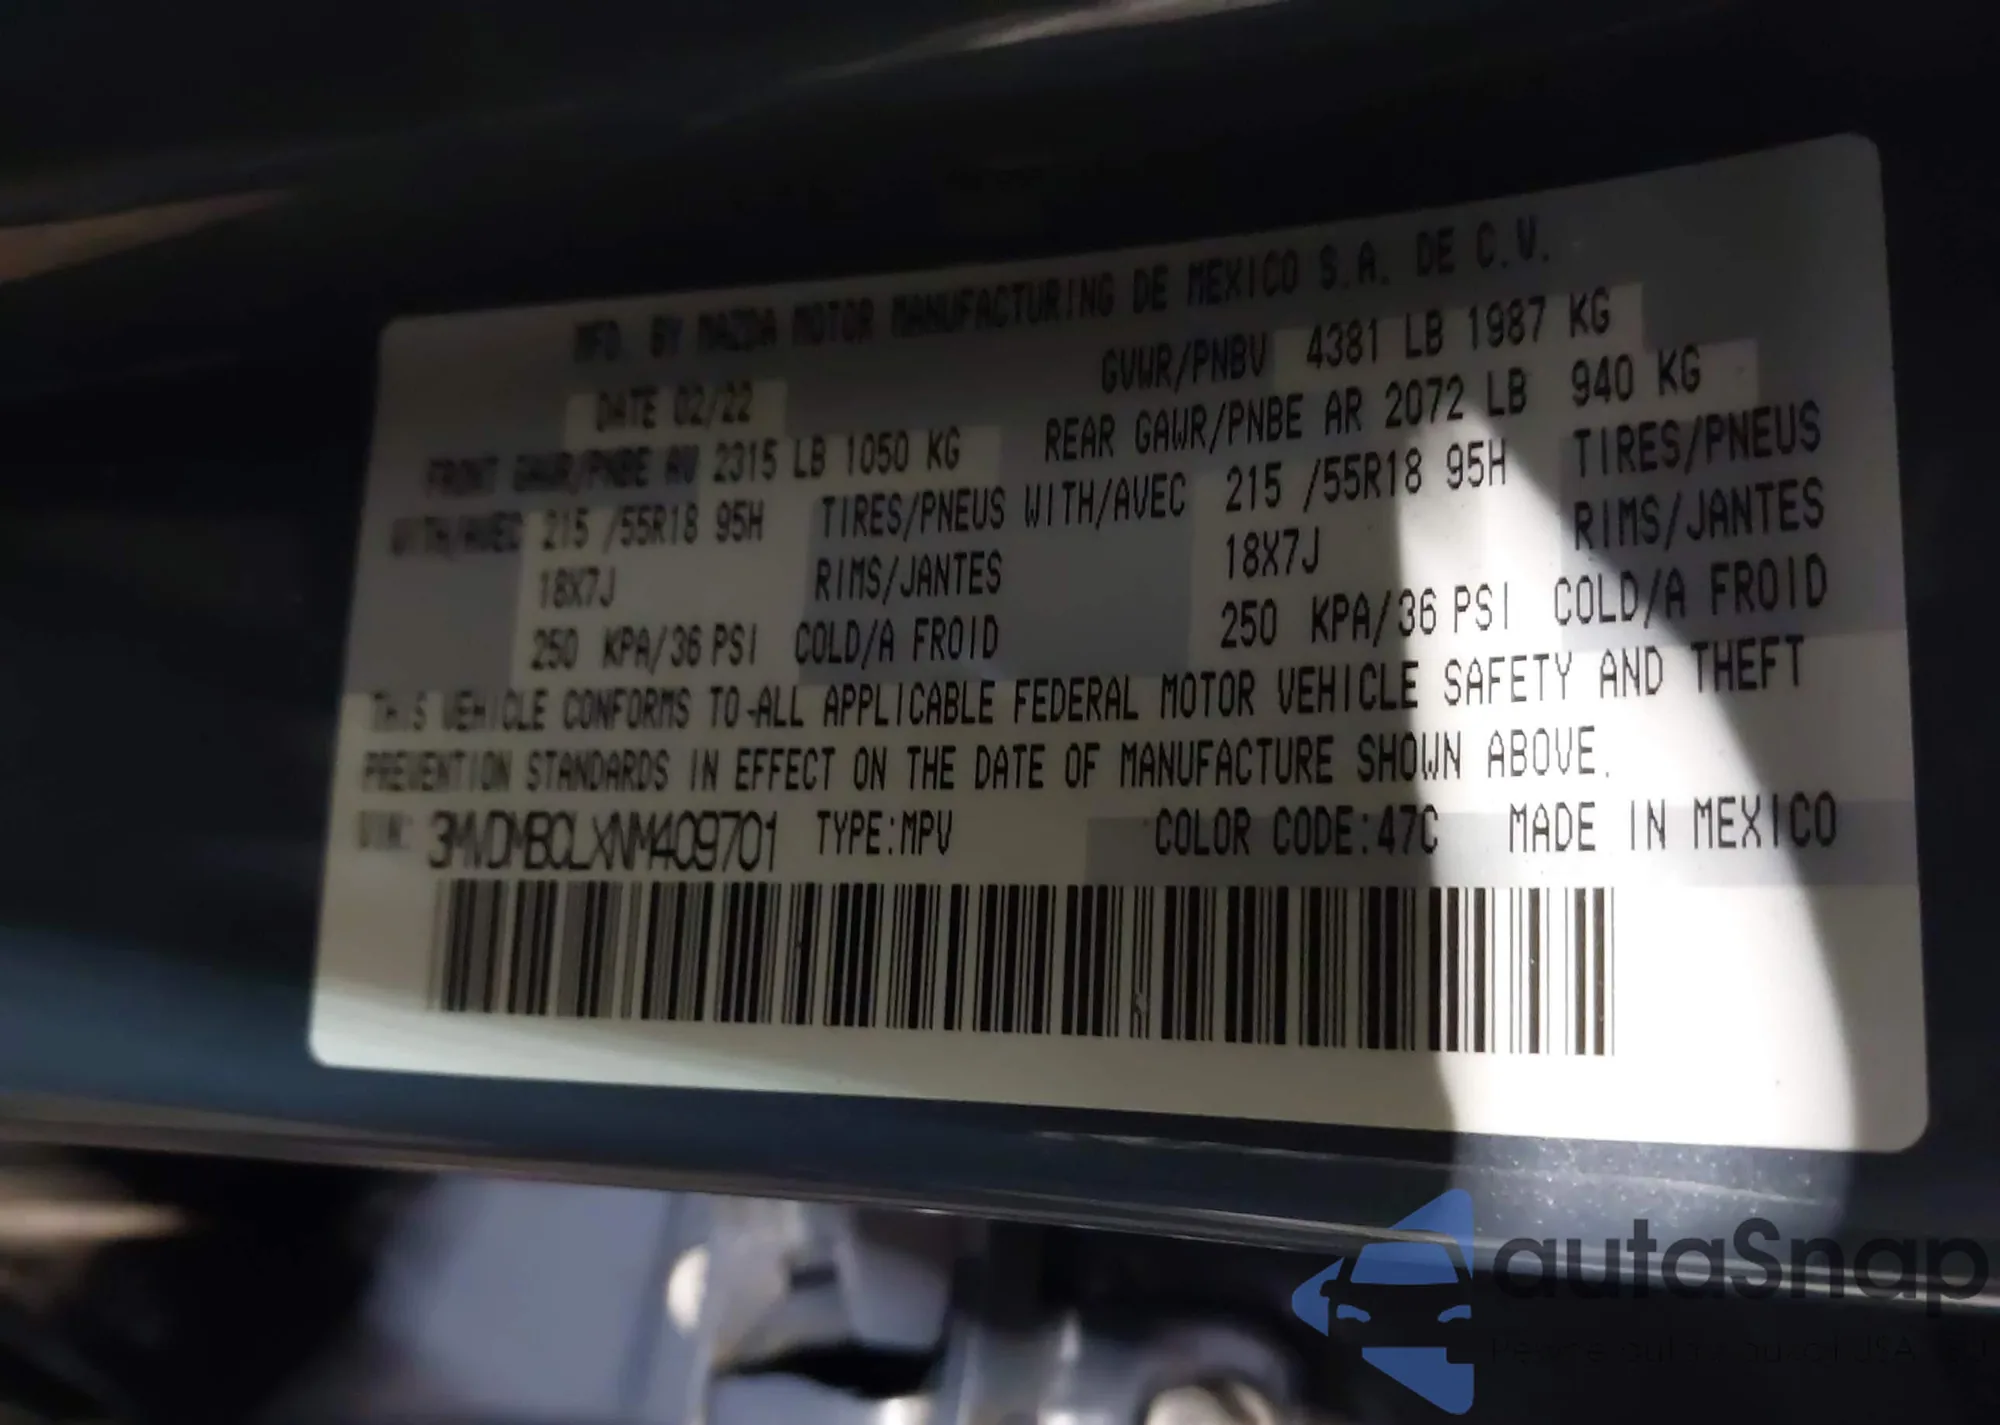 MFD. BY MAZDA MOTOR MANUFACTURING DE MEXICO S.A. DE C.V.
DATE 02/22 GVWR/PNBV 4381 LB 1987 KG
FRONT GAWR/PNBE AV 2315 LB 1050 KG REAR GAWR/PNBE AR 2072 LB 940 KG
WITH/AVEC 215 /55R18 95H TIRES/PNEUS WITH/AVEC 215 /55R18 95H TIRES/PNEUS
18X7J RIMS/JANTES 18X7J RIMS/JANTES
250 KPA/36 PSI COLD/A FROID 250 KPA/36 PSI COLD/A FROID
THIS VEHICLE CONFORMS TO ALL APPLICABLE FEDERAL MOTOR VEHICLE SAFETY AND THEFT
PREVENTION STANDARDS IN EFFECT ON THE DATE OF MANUFACTURE SHOWN ABOVE.
VIN: 3MVDMBCLXNM409701 TYPE:MPV COLOR CODE:47C MADE IN MEXICO
autaSnap